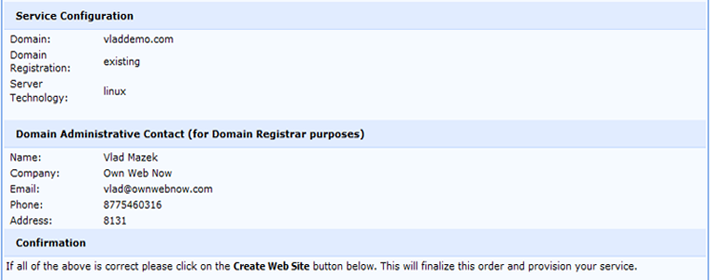 Service Configuration
Domain: vladdemo.com
Domain
Registration: existing
Server
Technology: linux
Domain Administrative Contact (for Domain Registrar purposes)
Name: Vlad Mazek
Company: Own Web Now
Email: vlad@ownwebnow.com
Phone: 8775460316
Address: 8131
Confirmation
If all of the above is correct please click on the Create Web Site button below. This will finalize this order and provision your service.